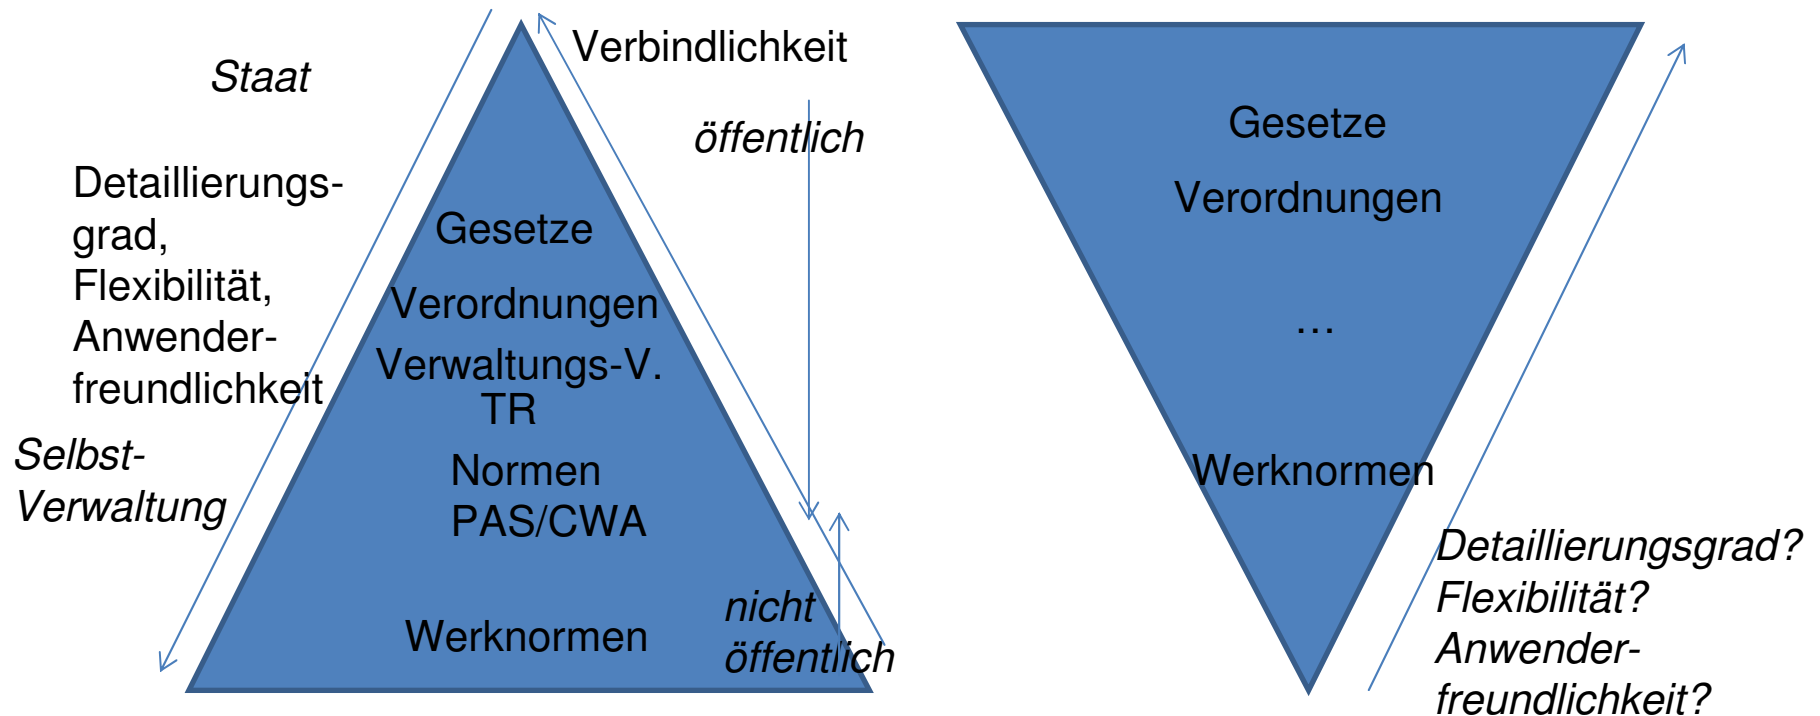 Staat
Verbindlichkeit
öffentlich
Detaillierungs-
grad,
Flexibilität,
Anwender-
freundlichkeit
Selbst-
Verwaltung
Gesetze
Verordnungen
Verwaltungs-V.
TR
Normen
PAS/CWA
Werknormen
nicht
öffentlich
Gesetze
Verordnungen
...
Werknormen
Detaillierungsgrad?
Flexibilität?
Anwender-
freundlichkeit?